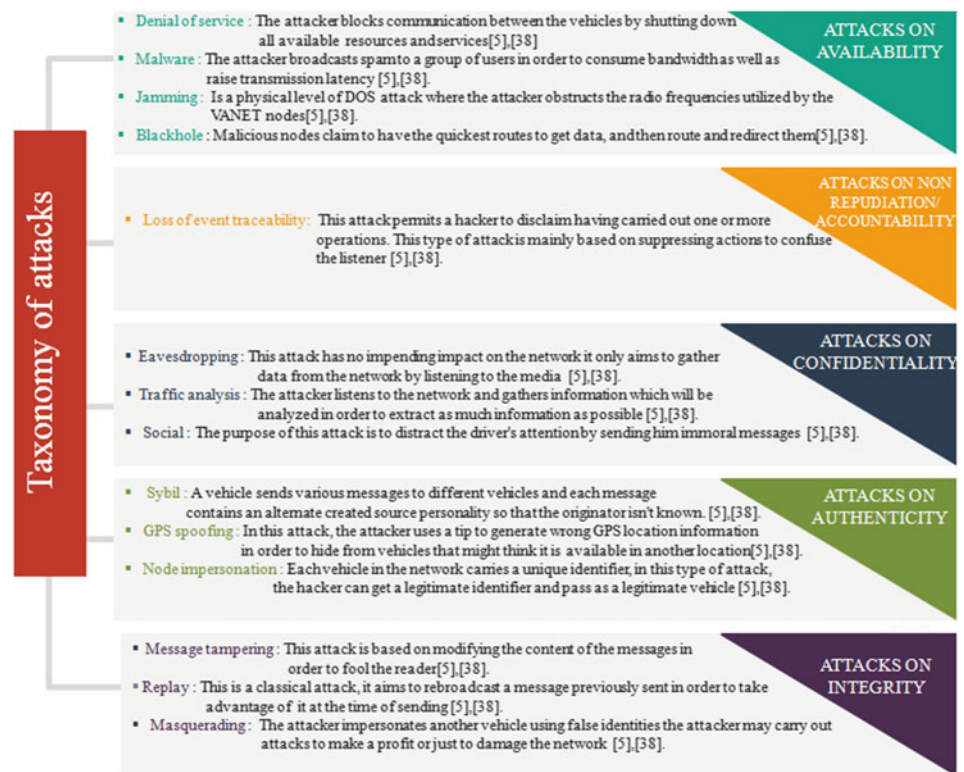 Taxonomy of attacks
ATTACKS ON
AVAILABILITY
▪ Denial of service : The attacker blocks communication between the vehicles by shutting down
all available resources and services[5],[38]
▪ Malware : The attacker broadcasts spam to a group of users in order to consume bandwidth as well as
raise transmission latency [5],[38].
▪ Jamming : Is a physical level of DOS attack where the attacker obstructs the radio frequencies utilized by the
VANET nodes[5],[38].
▪ Blackhole : Malicious nodes claim to have the quickest routes to get data, and then route and redirect them[5],[38].
ATTACKS ON NON
REPUDIATION/
ACCOUNTABILITY
▪ Loss of event traceability: This attack permits a hacker to disclaim having carried out one or more
operations. This type of attack is mainly based on suppressing actions to confuse
the listener [5],[38].
ATTACKS ON
CONFIDENTIALITY
▪ Eavesdropping : This attack has no impending impact on the network it only aims to gather
data from the network by listening to the media [5],[38].
▪ Traffic analysis : The attacker listens to the network and gathers information which will be
analyzed in order to extract as much information as possible [5],[38].
▪ Social : The purpose of this attack is to distract the driver's attention by sending him immoral messages [5],[38].
ATTACKS ON
AUTHENTICITY
▪ Sybil : A vehicle sends various messages to different vehicles and each message
contains an alternate created source personality so that the originator isn't known. [5],[38].
▪ GPS spoofing : In this attack, the attacker uses a tip to generate wrong GPS location information
in order to hide from vehicles that might think it is available in another location[5],[38].
▪ Node impersonation : Each vehicle in the network carries a unique identifier, in this type of attack,
the hacker can get a legitimate identifier and pass as a legitimate vehicle [5],[38].
ATTACKS ON
INTEGRITY
▪ Message tampering : This attack is based on modifying the content of the messages in
order to fool the reader[5],[38].
▪ Replay : This is a classical attack, it aims to rebroadcast a message previously sent in order to take
advantage of it at the time of sending [5],[38].
▪ Masquerading : The attacker impersonates another vehicle using false identities the attacker may carry out
attacks to make a profit or just to damage the network [5],[38].